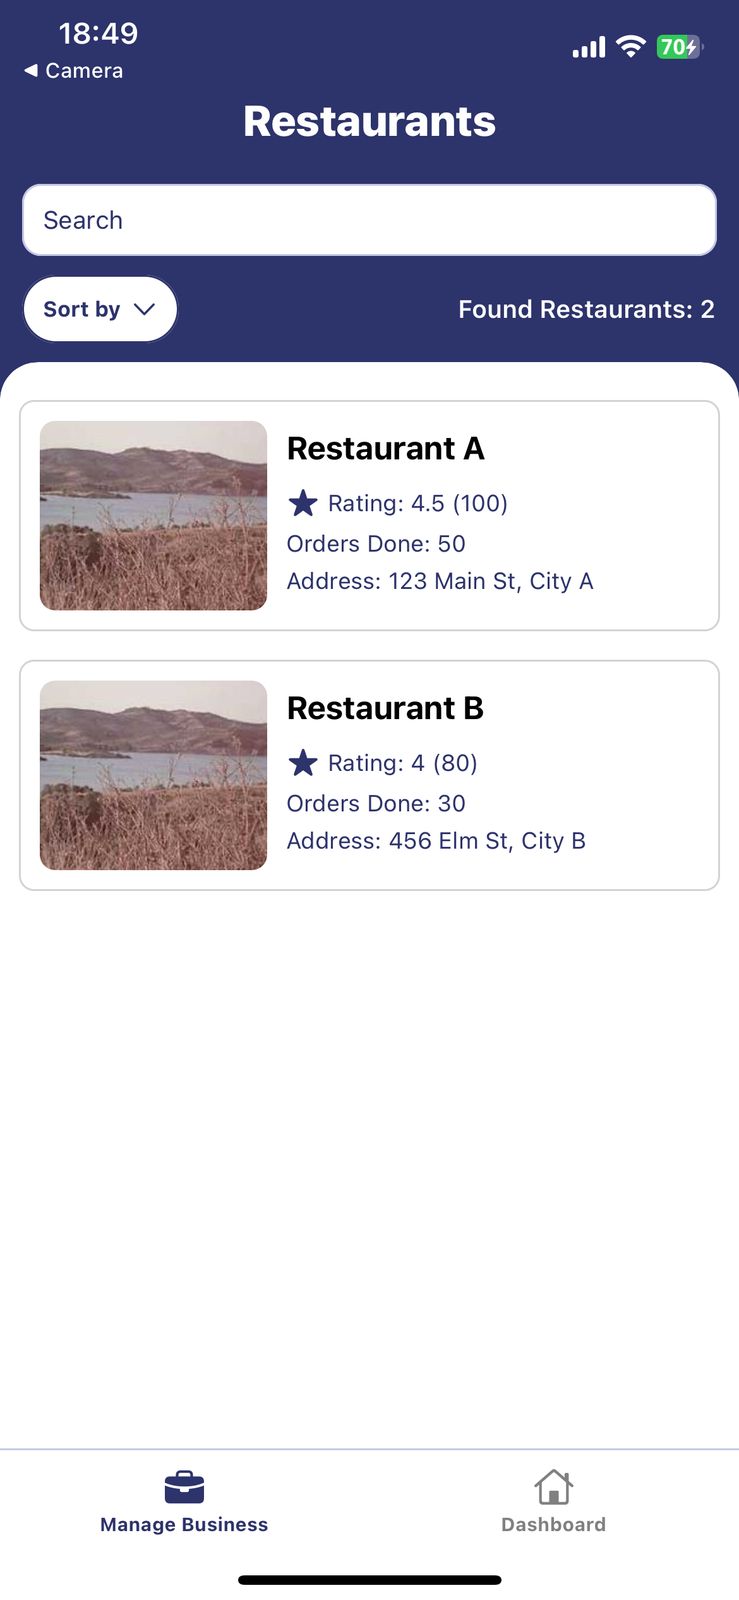 18:49
70
◀ Camera
Restaurants
Search
Sort by
Found Restaurants: 2
Restaurant A
Rating: 4.5 (100)
Orders Done: 50
Address: 123 Main St, City A
Restaurant B
Rating: 4 (80)
Orders Done: 30
Address: 456 Elm St, City B
Manage Business
Dashboard